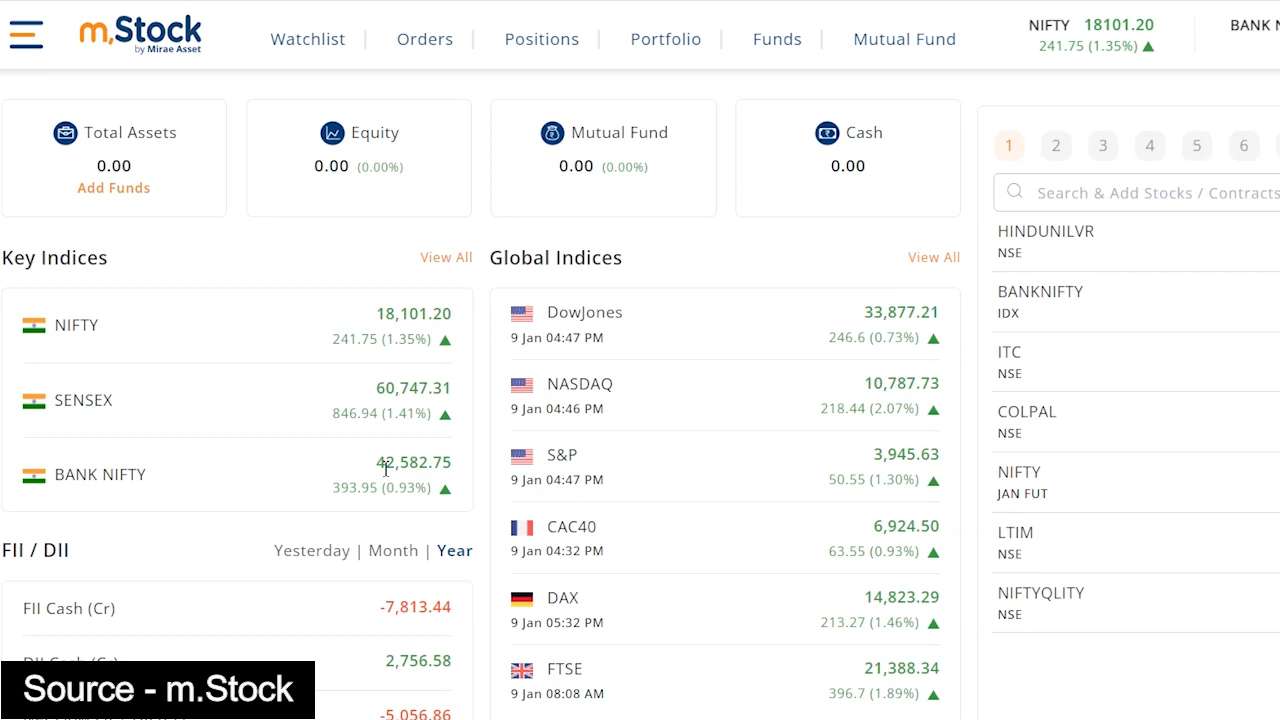 m.Stock
by Mirae Asset
Watchlist
Orders
Positions
Portfolio
Funds
Mutual Fund
NIFTY 18101.20
241.75 (1.35%)
BANK N
Total Assets
0.00
Add Funds
Equity
0.00 (0.00%)
Mutual Fund
0.00 (0.00%)
Cash
0.00
Key Indices View All
NIFTY 18,101.20
241.75 (1.35%)
SENSEX 60,747.31
846.94 (1.41%)
BANK NIFTY 42,582.75
393.95 (0.93%)
FII / DII Yesterday | Month | Year
FII Cash (Cr) -7,813.44
DII Cash (Cr) 2,756.58
-5,056.86
Source - m.Stock
Global Indices View All
DowJones 33,877.21
9 Jan 04:47 PM 246.6 (0.73%)
NASDAQ 10,787.73
9 Jan 04:46 PM 218.44 (2.07%)
S&P 3,945.63
9 Jan 04:47 PM 50.55 (1.30%)
CAC40 6,924.50
9 Jan 04:32 PM 63.55 (0.93%)
DAX 14,823.29
9 Jan 05:32 PM 213.27 (1.46%)
FTSE 21,388.34
9 Jan 08:08 AM 396.7 (1.89%)
1 2 3 4 5 6
Search & Add Stocks / Contracts
HINDUNILVR
NSE
BANKNIFTY
IDX
ITC
NSE
COLPAL
NSE
NIFTY
JAN FUT
LTIM
NSE
NIFTYQLITY
NSE